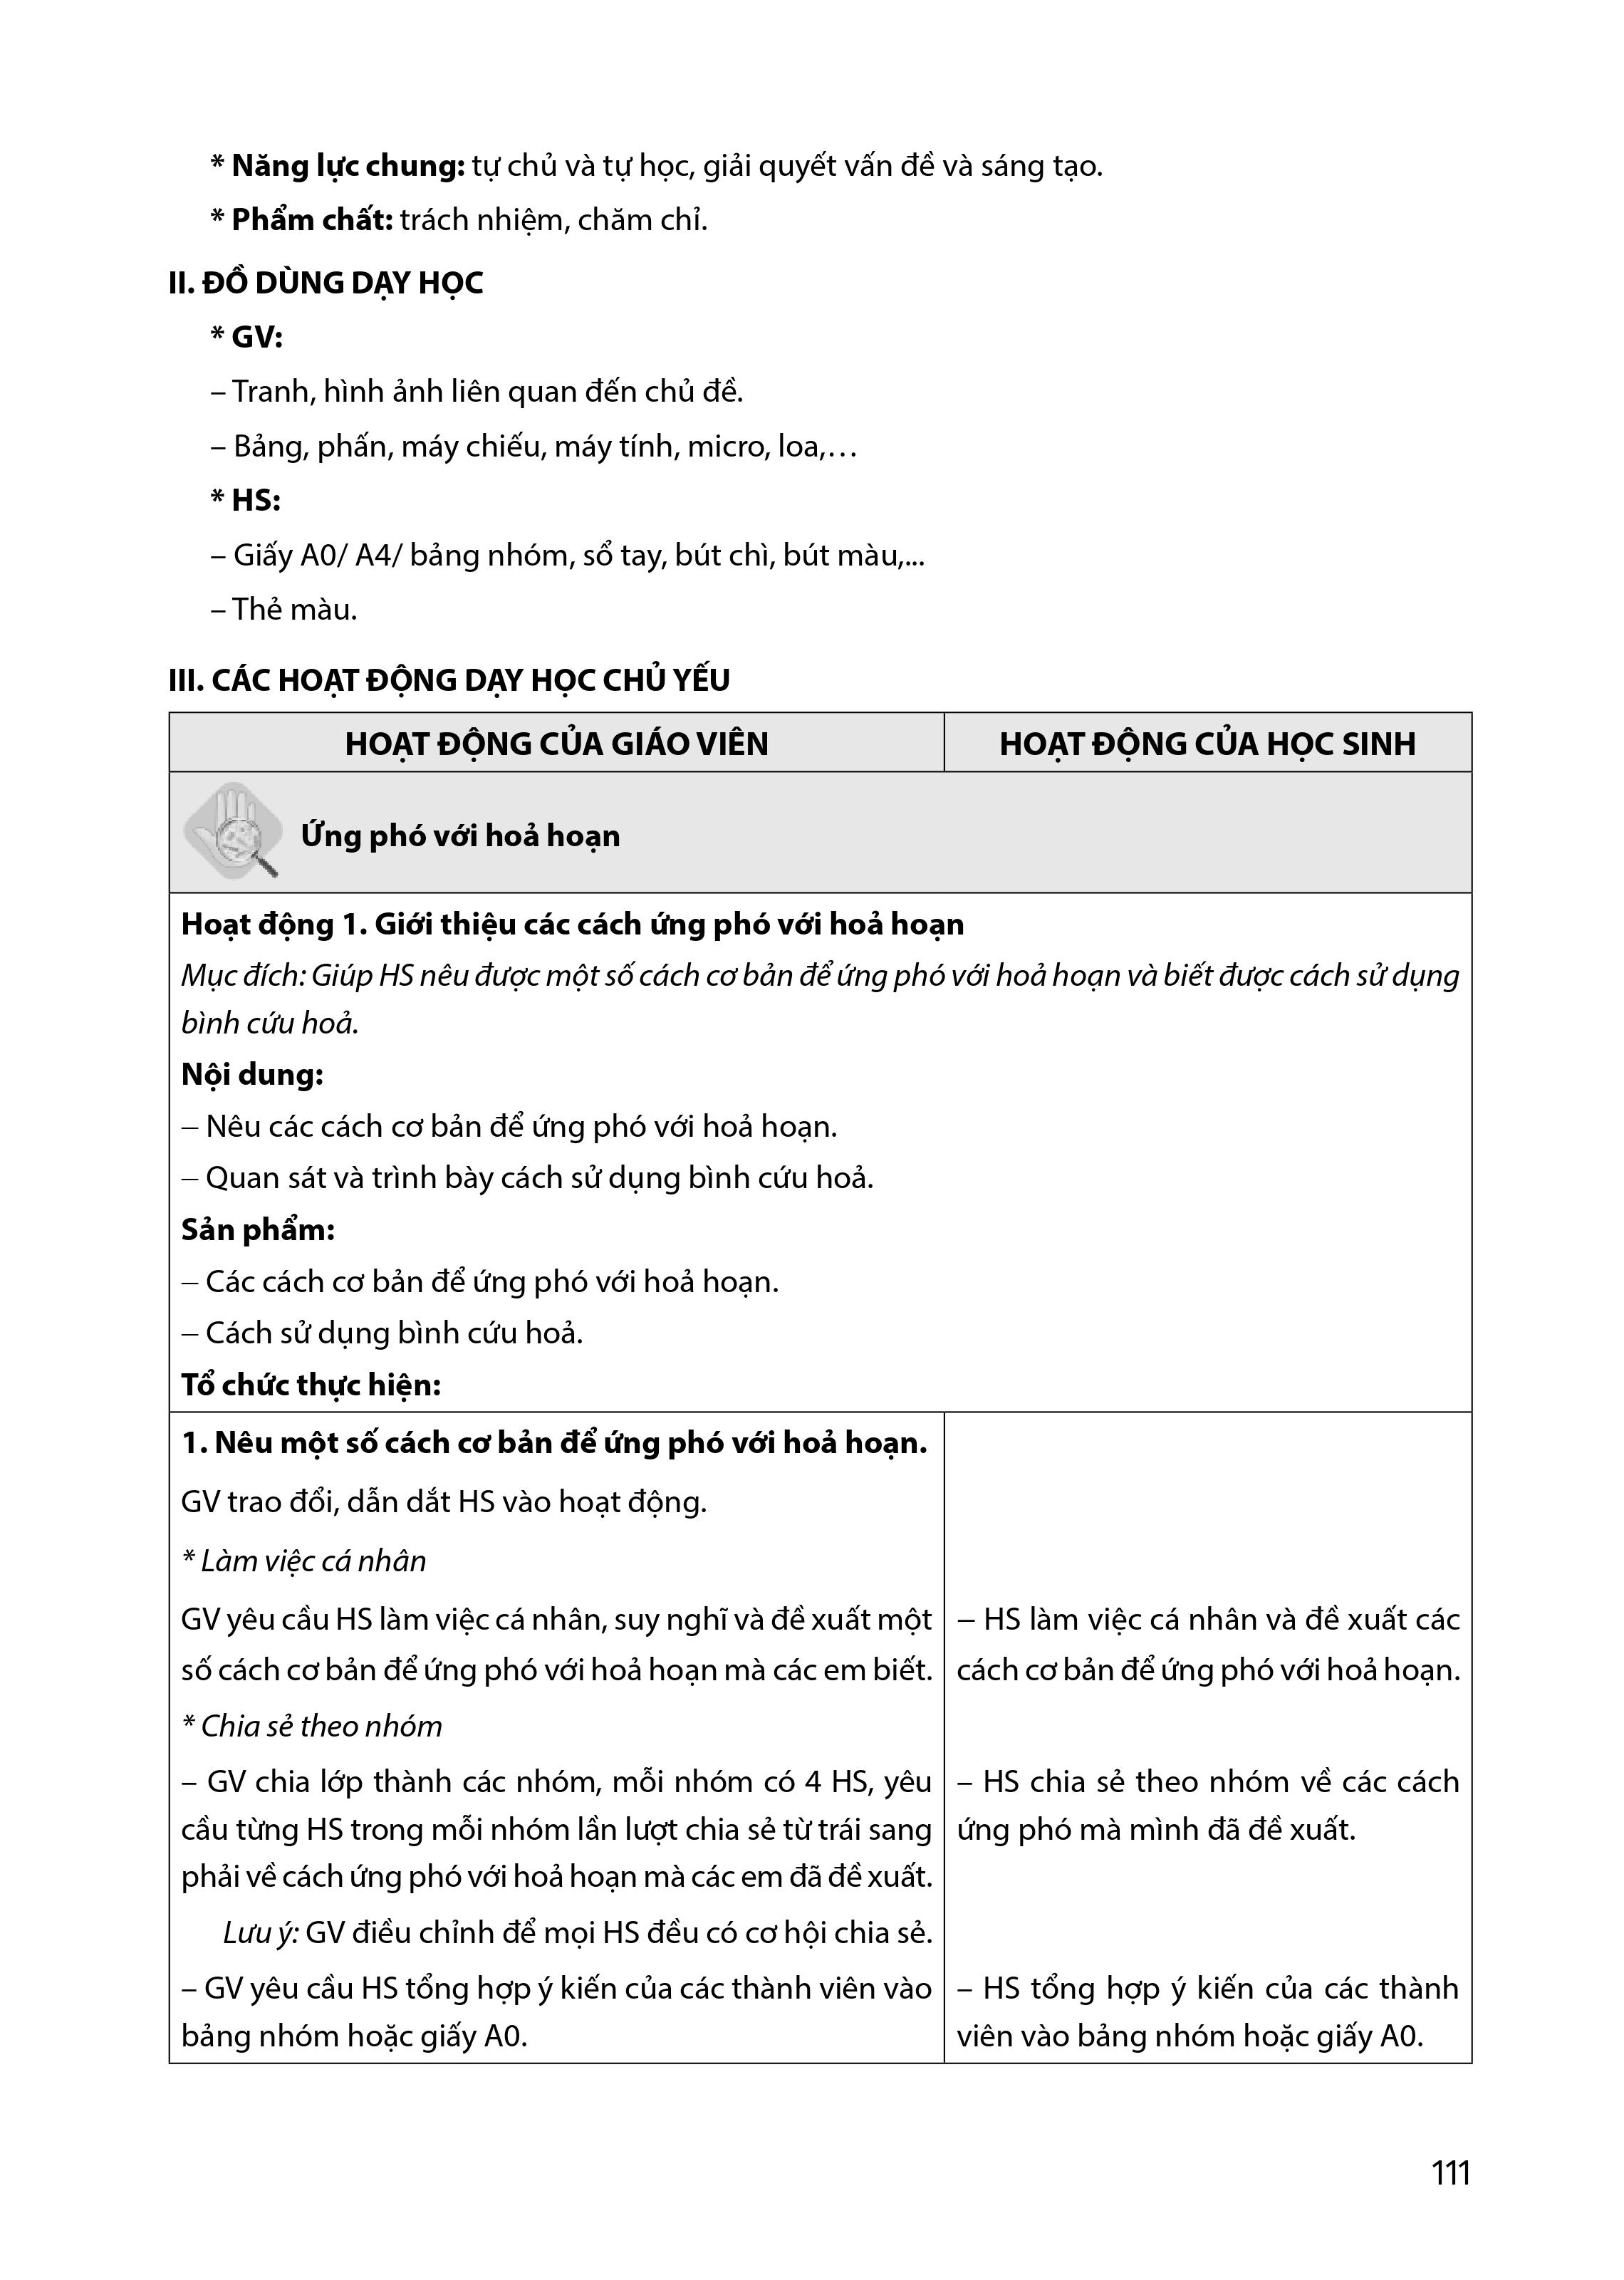 * Năng lực chung: tự chủ và tự học, giải quyết vấn đề và sáng tạo.
* Phẩm chất: trách nhiệm, chăm chỉ.
II. ĐỒ DÙNG DẠY HỌC
* GV:
– Tranh, hình ảnh liên quan đến chủ đề.
– Bảng, phấn, máy chiếu, máy tính, micro, loa,…
* HS:
– Giấy A0/ A4/ bảng nhóm, sổ tay, bút chì, bút màu,...
– Thẻ màu.
III. CÁC HOẠT ĐỘNG DẠY HỌC CHỦ YẾU
HOẠT ĐỘNG CỦA GIÁO VIÊN
HOẠT ĐỘNG CỦA HỌC SINH
Ứng phó với hoả hoạn
Hoạt động 1. Giới thiệu các cách ứng phó với hoả hoạn
Mục đích: Giúp HS nêu được một số cách cơ bản để ứng phó với hoả hoạn và biết được cách sử dụng
bình cứu hoả.
Nội dung:
– Nêu các cách cơ bản để ứng phó với hoả hoạn.
– Quan sát và trình bày cách sử dụng bình cứu hoả.
Sản phẩm:
– Các cách cơ bản để ứng phó với hoả hoạn.
– Cách sử dụng bình cứu hoả.
Tổ chức thực hiện:
1. Nêu một số cách cơ bản để ứng phó với hoả hoạn.
GV trao đổi, dẫn dắt HS vào hoạt động.
* Làm việc cá nhân
GV yêu cầu HS làm việc cá nhân, suy nghĩ và đề xuất một
số cách cơ bản để ứng phó với hoả hoạn mà các em biết.
* Chia sẻ theo nhóm
– GV chia lớp thành các nhóm, mỗi nhóm có 4 HS, yêu
cầu từng HS trong mỗi nhóm lần lượt chia sẻ từ trái sang
phải về cách ứng phó với hoả hoạn mà các em đã đề xuất.
Lưu ý: GV điều chỉnh để mọi HS đều có cơ hội chia sẻ.
– GV yêu cầu HS tổng hợp ý kiến của các thành viên vào
bảng nhóm hoặc giấy A0.
– HS làm việc cá nhân và đề xuất các
cách cơ bản để ứng phó với hoả hoạn.
– HS chia sẻ theo nhóm về các cách
ứng phó mà mình đã đề xuất.
– HS tổng hợp ý kiến của các thành
viên vào bảng nhóm hoặc giấy A0.
111